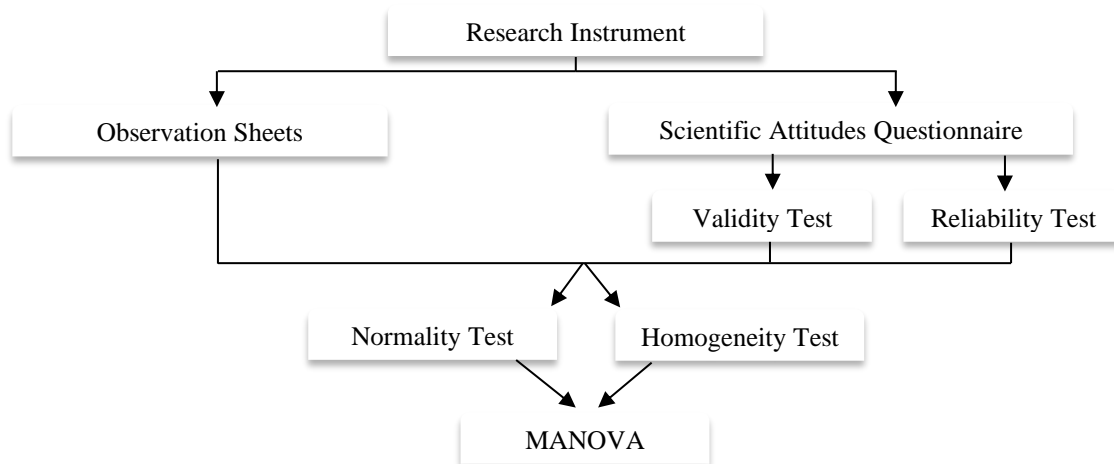 Research Instrument
Observation Sheets
Scientific Attitudes Questionnaire
Validity Test
Reliability Test
Normality Test
Homogeneity Test
MANOVA